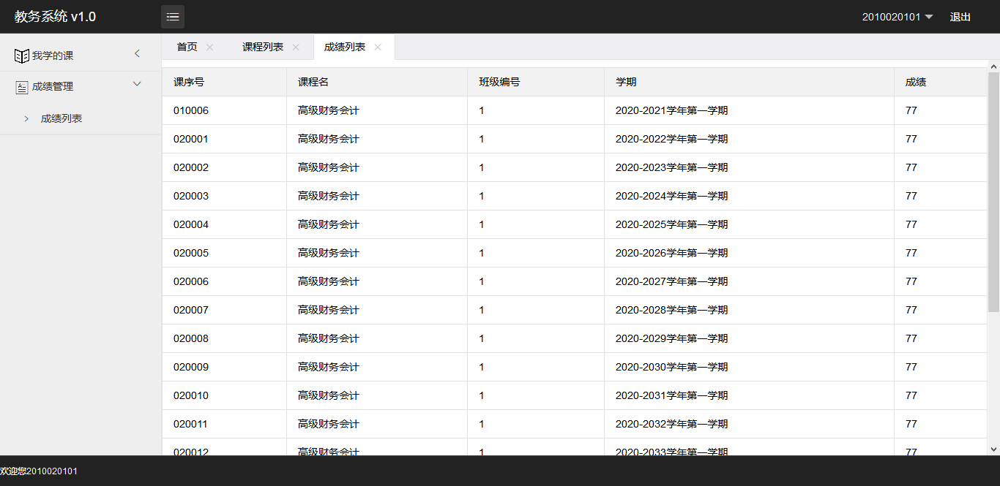 教务系统 v1.0
2010020101 退出
我学的课
成绩管理
成绩列表
首页 课程列表 成绩列表
课序号 课程名 班级编号 学期 成绩
010006 高级财务会计 1 2020-2021学年第一学期 77
020001 高级财务会计 1 2020-2022学年第一学期 77
020002 高级财务会计 1 2020-2023学年第一学期 77
020003 高级财务会计 1 2020-2024学年第一学期 77
020004 高级财务会计 1 2020-2025学年第一学期 77
020005 高级财务会计 1 2020-2026学年第一学期 77
020006 高级财务会计 1 2020-2027学年第一学期 77
020007 高级财务会计 1 2020-2028学年第一学期 77
020008 高级财务会计 1 2020-2029学年第一学期 77
020009 高级财务会计 1 2020-2030学年第一学期 77
020010 高级财务会计 1 2020-2031学年第一学期 77
020011 高级财务会计 1 2020-2032学年第一学期 77
020012 高级财务会计 1 2020-2033学年第一学期 77
欢迎您2010020101